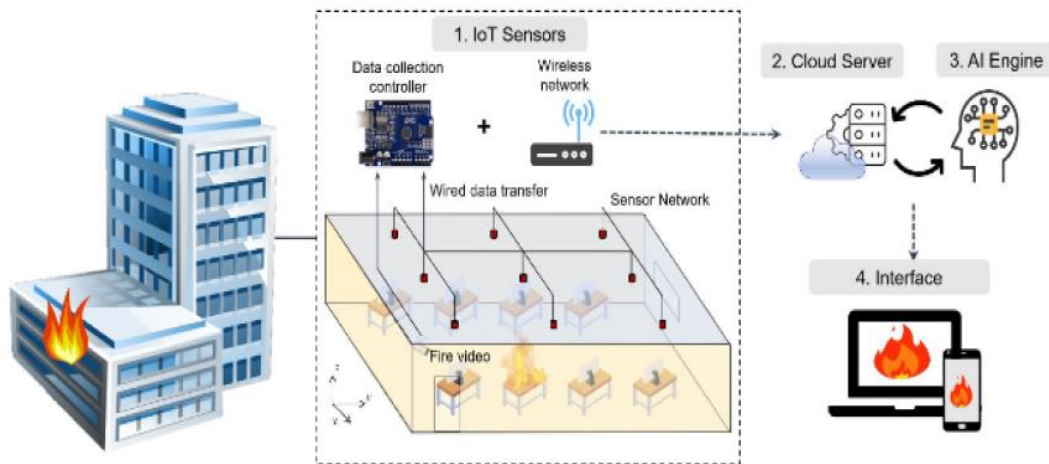 1. IoT Sensors
Data collection
controller
Wireless
network
+
Wired data transfer
Sensor Network
Fire video
2. Cloud Server
3. AI Engine
4. Interface